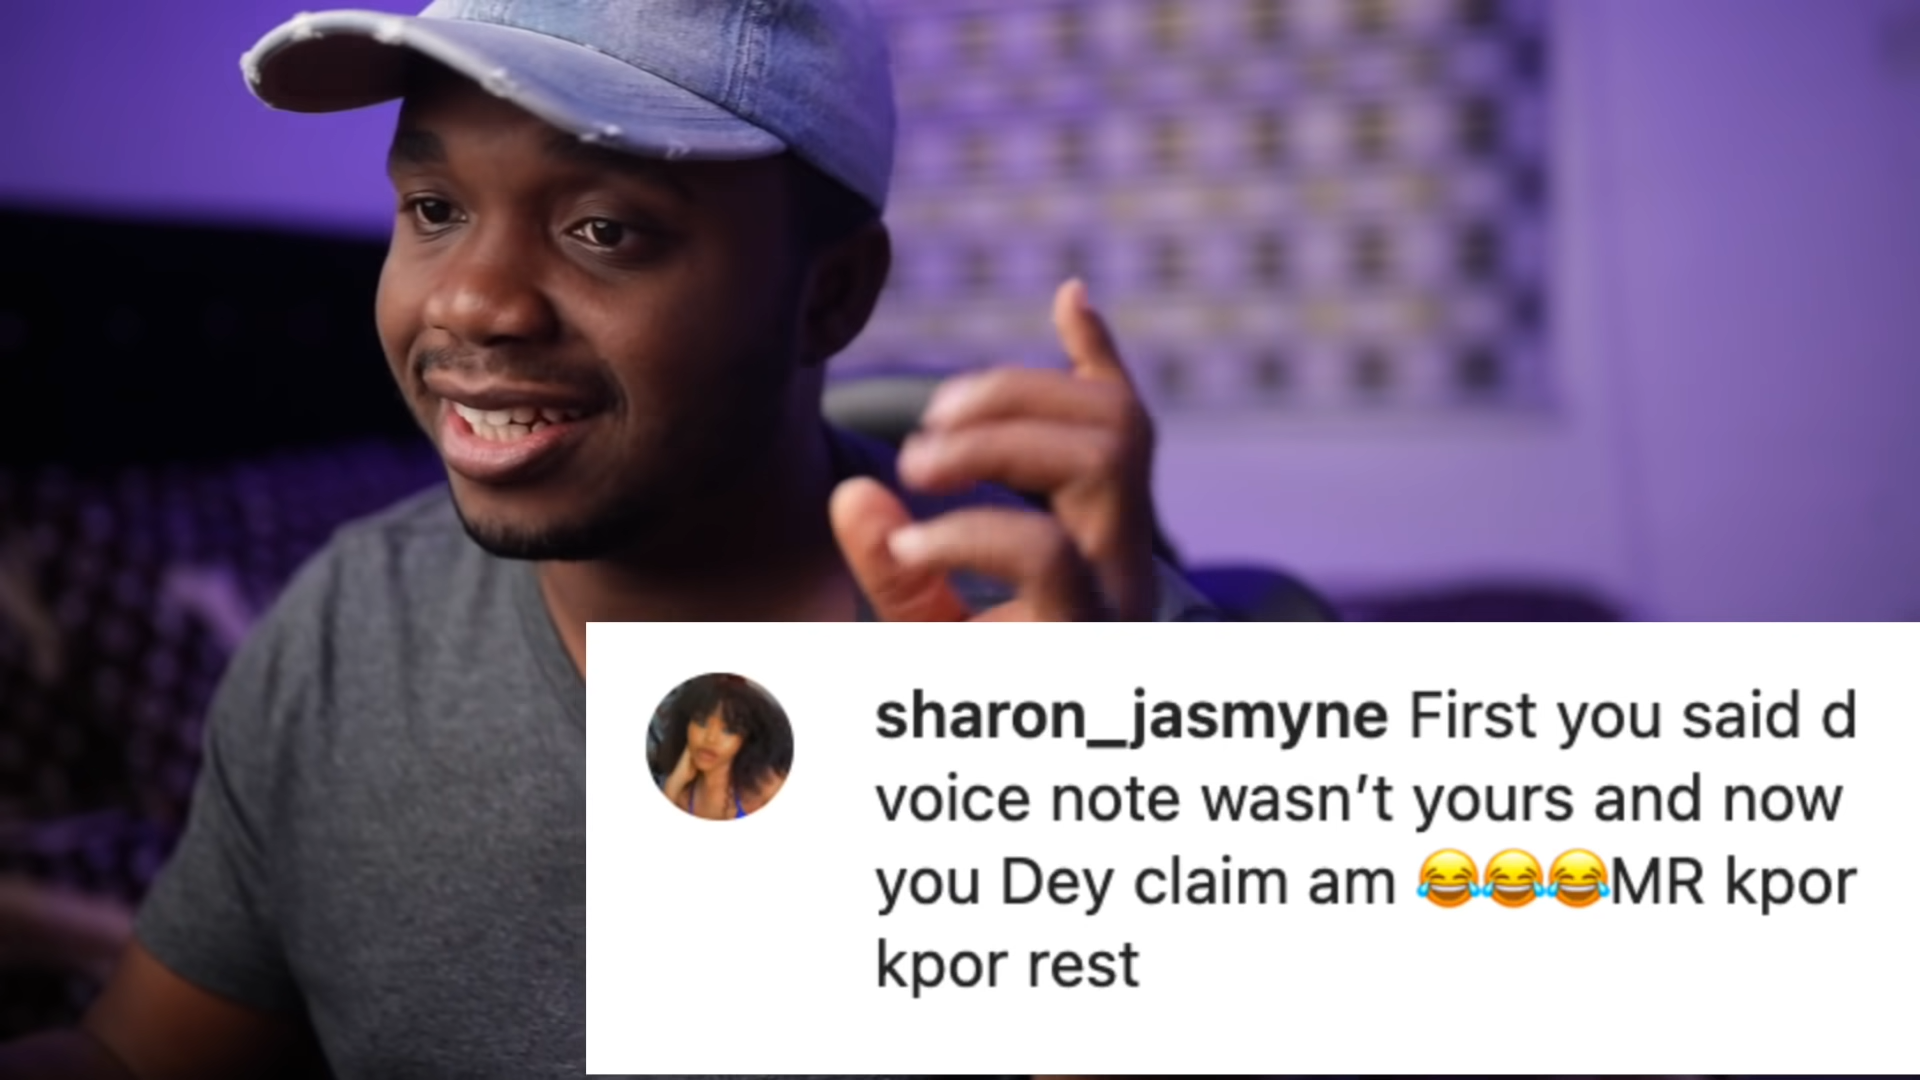 sharon_jasmyne First you said d
voice note wasn’t yours and now
you Dey claim am 😂😂😂MR kpor
kpor rest